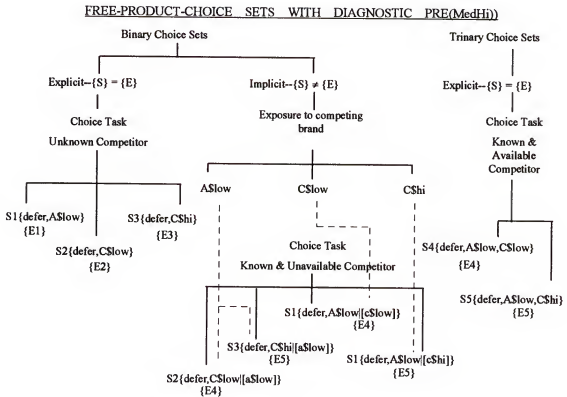 FREE-PRODUCT-CHOICE SETS WITH DIAGNOSTIC PRE(MedHi))
Binary Choice Sets
Trinary Choice Sets
Explicit--{S} = {E}
Implicit--{S} ≠ {E}
Explicit--{S} = {E}
Choice Task
Unknown Competitor
Exposure to competing
brand
Choice Task
Known &
Available
Competitor
A$low
C$low
C$hi
S1{defer,A$low}
{E1}
S2{defer,C$low}
{E2}
S3{defer,C$hi}
{E3}
S4{defer,A$low,C$low}
{E4}
S5{defer,A$low,C$hi}
{E5}
Choice Task
Known & Unavailable Competitor
S1{defer,A$low|[c$low]}
{E4}
S3{defer,C$hi|[a$low]}
{E5}
S1{defer,A$low|[c$hi]}
{E5}
S2{defer,C$low|[a$low]}
{E4}